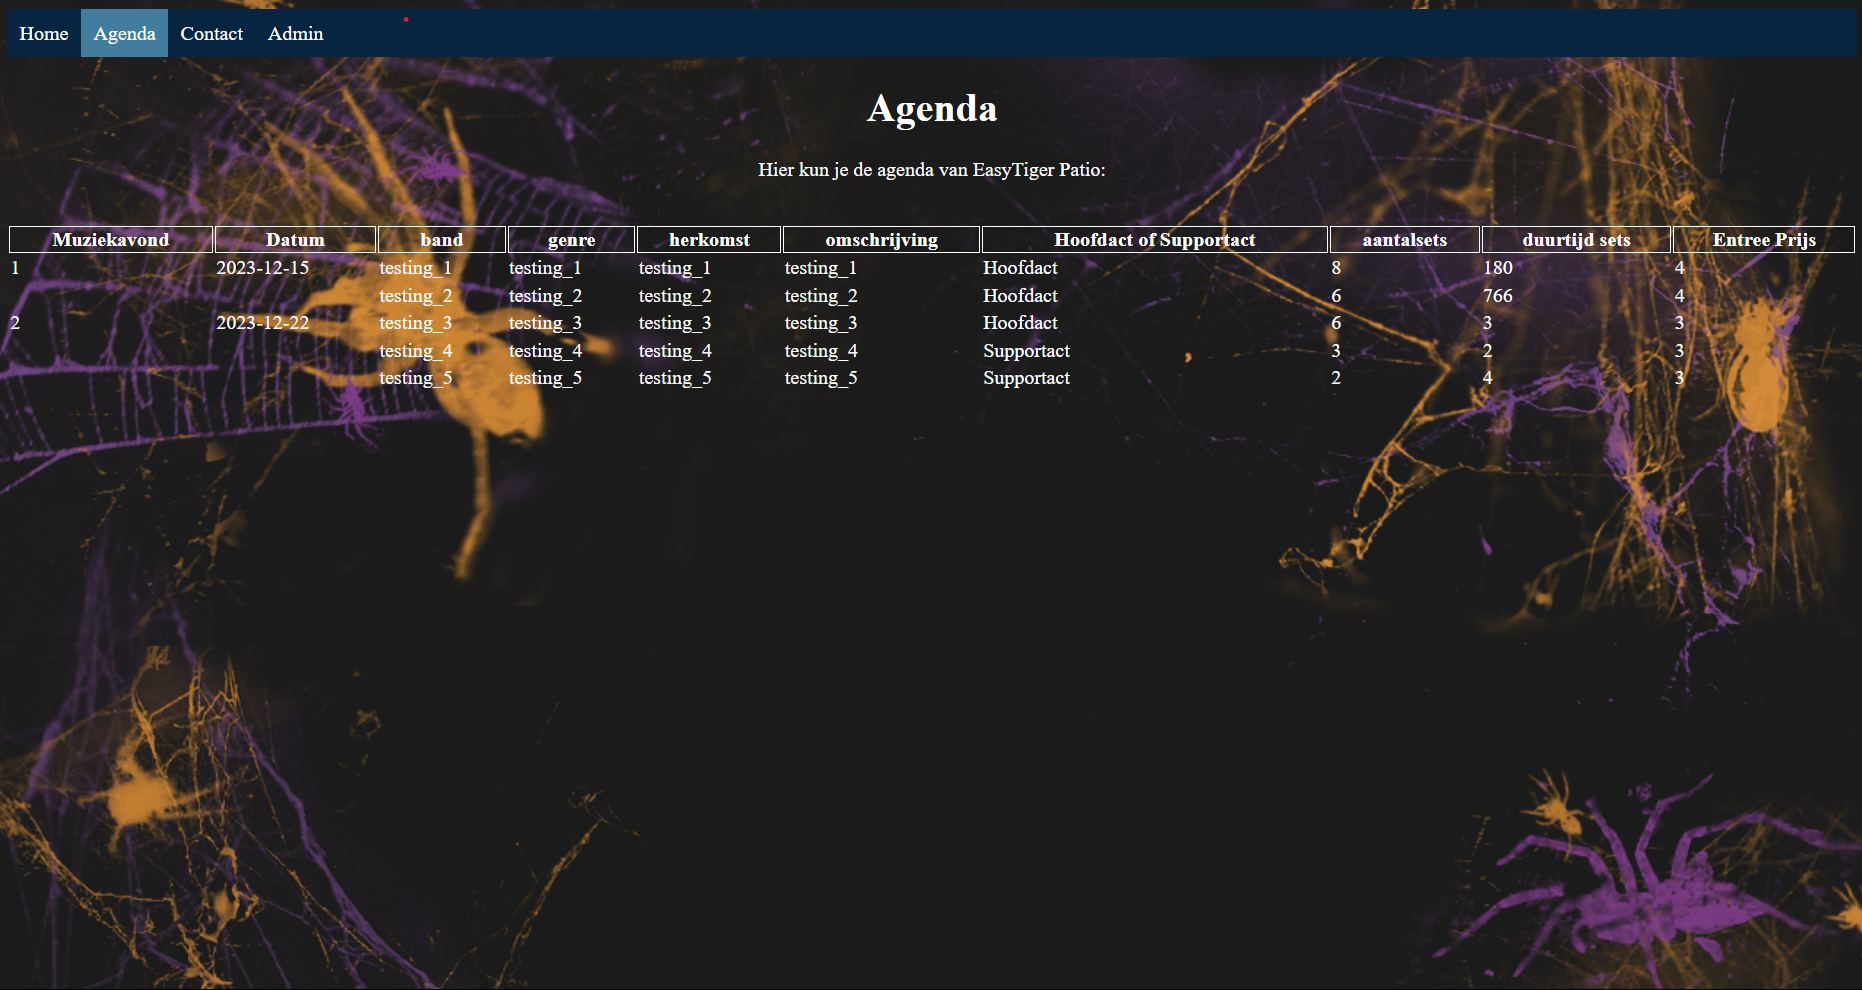 Home Agenda Contact Admin
Agenda
Hier kun je de agenda van EasyTiger Patio:
Muziekavond Datum band genre herkomst omschrijving Hoofdact of Supportact aantalsets duurtijd sets Entree Prijs
1 2023-12-15 testing_1 testing_1 testing_1 testing_1 Hoofdact 8 180 4
testing_2 testing_2 testing_2 testing_2 Hoofdact 6 766 4
2 2023-12-22 testing_3 testing_3 testing_3 testing_3 Hoofdact 6 3 3
testing_4 testing_4 testing_4 testing_4 Supportact 3 2 3
testing_5 testing_5 testing_5 testing_5 Supportact 2 4 3